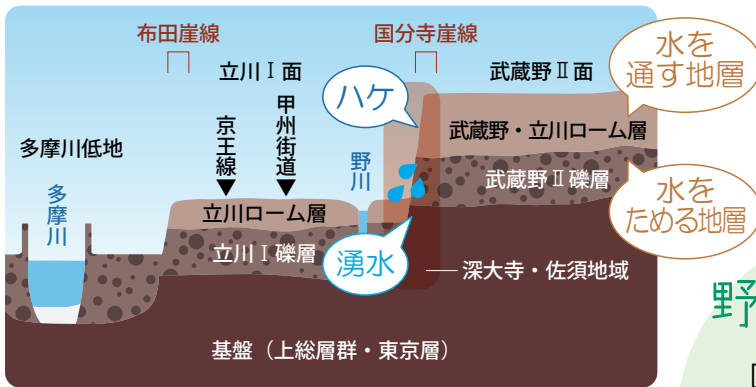 布田崖線
国分寺崖線
立川Ⅰ面
武蔵野Ⅱ面
水を
通す地層
ハケ
甲州街道
京王線
多摩川低地
武蔵野・立川ローム層
野川
多摩川
武蔵野Ⅱ礫層
水を
ためる地層
立川ローム層
立川Ⅰ礫層
湧水
深大寺・佐須地域
野
基盤（上総層群・東京層）